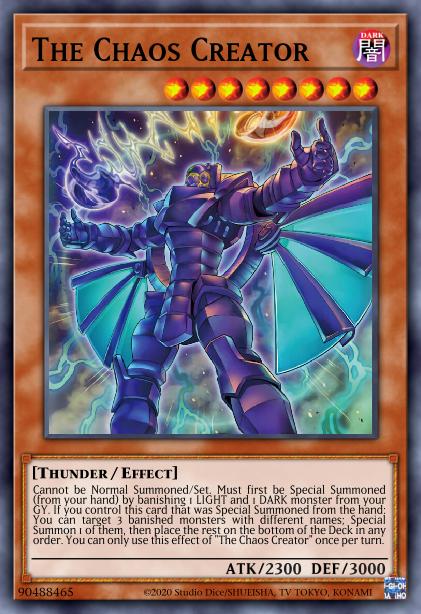 THE CHAOS CREATOR
DARK
闇
[THUNDER / EFFECT]
Cannot be Normal Summoned/Set. Must first be Special Summoned
(from your hand) by banishing 1 LIGHT and 1 DARK monster from your
GY. If you control this card that was Special Summoned from the hand:
You can target 3 banished monsters with different names; Special
Summon 1 of them, then place the rest on the bottom of the Deck in any
order. You can only use this effect of "The Chaos Creator" once per turn.
ATK/2300 DEF/3000
90488465
©2020 Studio Dice/SHUEISHA, TV TOKYO, KONAMI